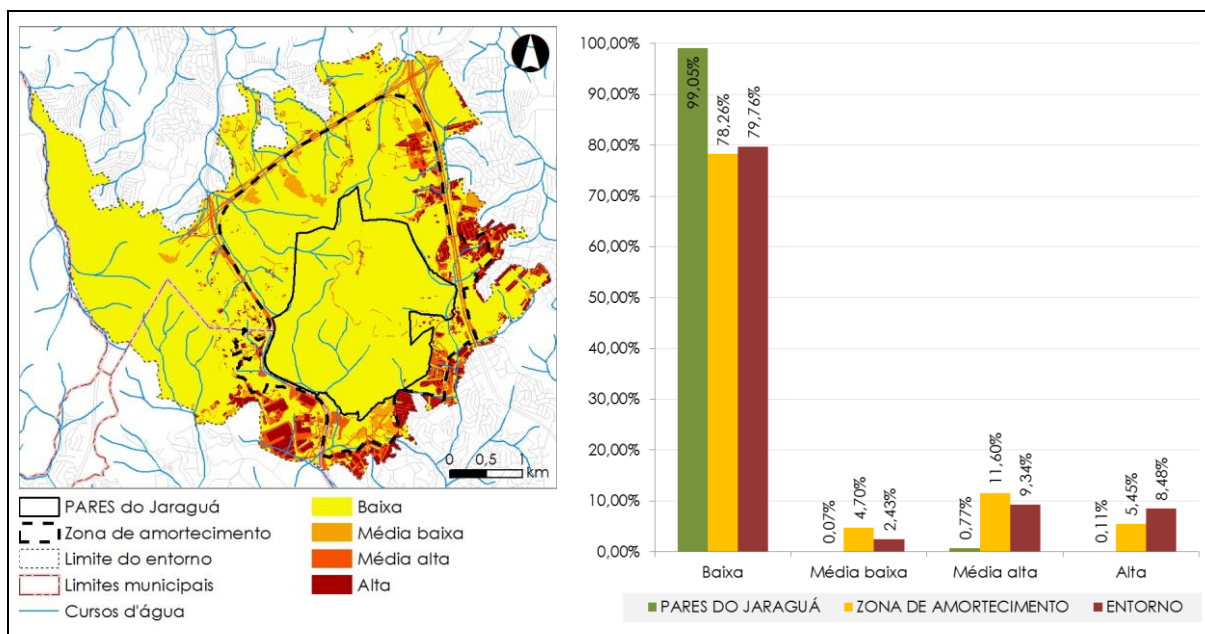 0 0,5 1
km
PARES do Jaraguá
Zona de amortecimento
Limite do entorno
Limites municipais
Cursos d'água
Baixa
Média baixa
Média alta
Alta
100,00%
90,00%
80,00%
70,00%
60,00%
50,00%
40,00%
30,00%
20,00%
10,00%
0,00%
99,05%
78,26%
79,76%
0,07%
4,70%
2,43%
0,77%
11,60%
9,34%
0,11%
5,45%
8,48%
Baixa Média baixa Média alta Alta
PARES DO JARAGUÁ ZONA DE AMORTECIMENTO ENTORNO